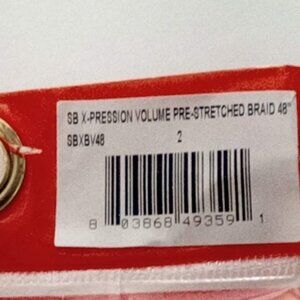 SB X-PRESSION VOLUME PRE-STRETCHED BRAID 48"
SBXBV48 2
8 03868 49359 1